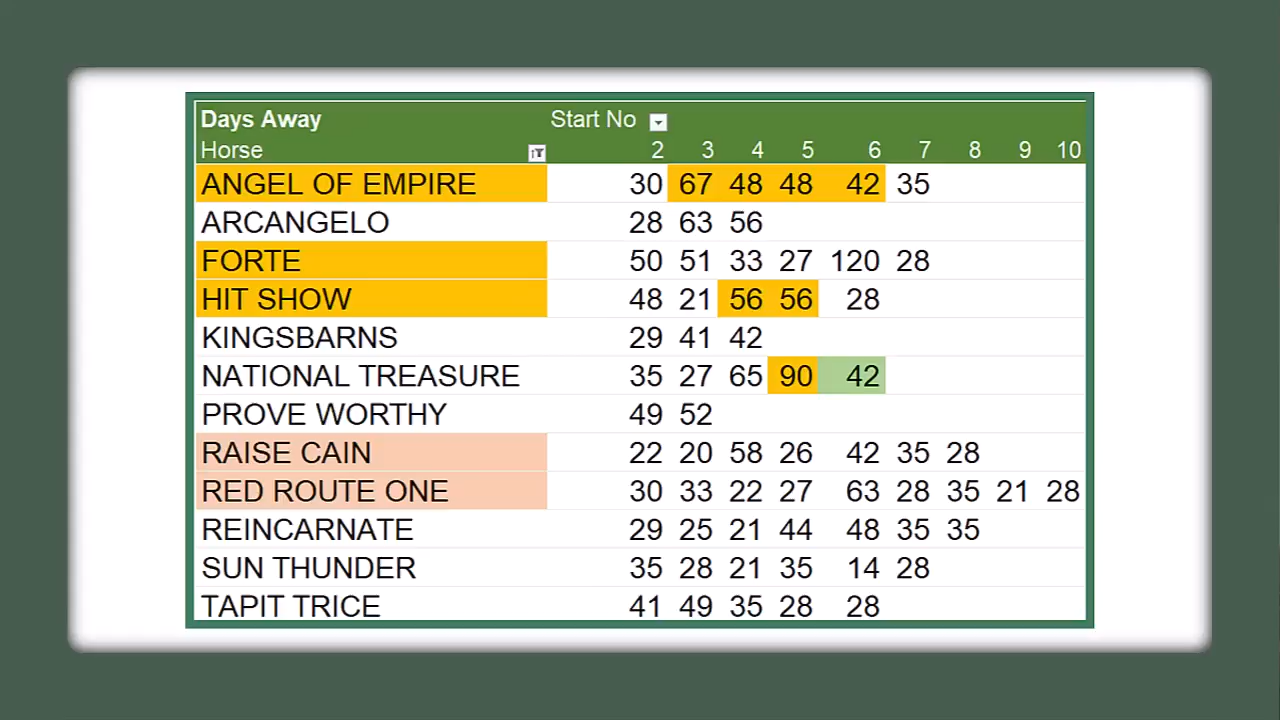 Days Away Start No
Horse 2 3 4 5 6 7 8 9 10
ANGEL OF EMPIRE 30 67 48 48 42 35
ARCANGELO 28 63 56
FORTE 50 51 33 27 120 28
HIT SHOW 48 21 56 56 28
KINGSBARNS 29 41 42
NATIONAL TREASURE 35 27 65 90 42
PROVE WORTHY 49 52
RAISE CAIN 22 20 58 26 42 35 28
RED ROUTE ONE 30 33 22 27 63 28 35 21 28
REINCARNATE 29 25 21 44 48 35 35
SUN THUNDER 35 28 21 35 14 28
TAPIT TRICE 41 49 35 28 28